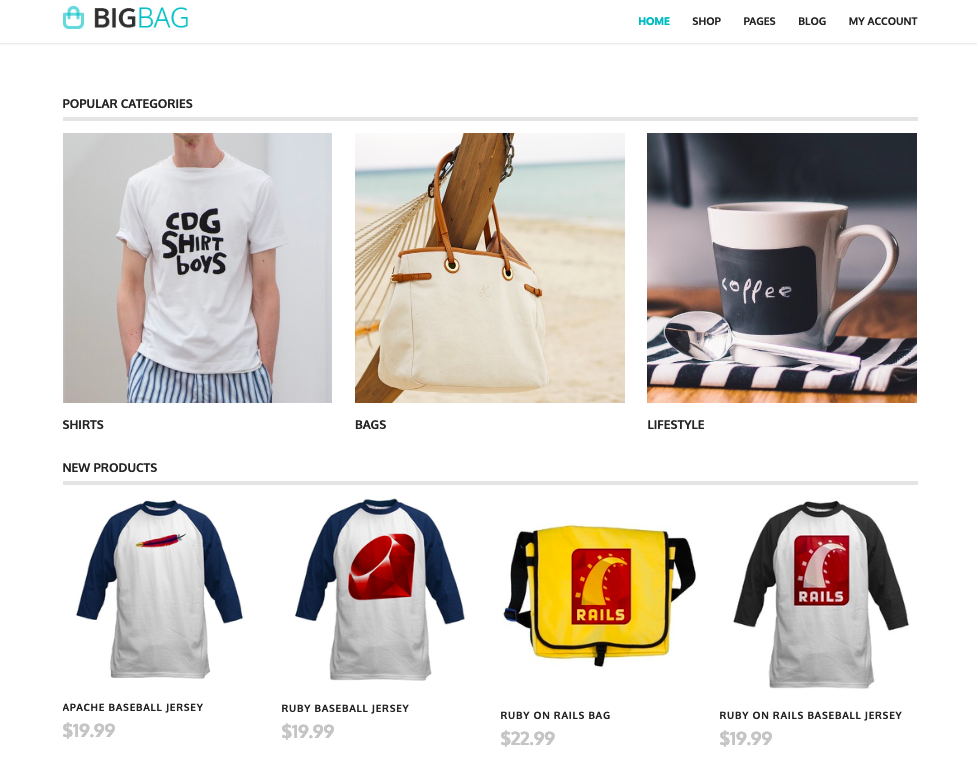 BIGBAG
HOME SHOP PAGES BLOG MY ACCOUNT
POPULAR CATEGORIES
CDG
SHIRT
boYS
coffee
SHIRTS BAGS LIFESTYLE
NEW PRODUCTS
RAILS
RAILS
APACHE BASEBALL JERSEY RUBY BASEBALL JERSEY RUBY ON RAILS BAG RUBY ON RAILS BASEBALL JERSEY
$19.99 $19.99 $22.99 $19.99